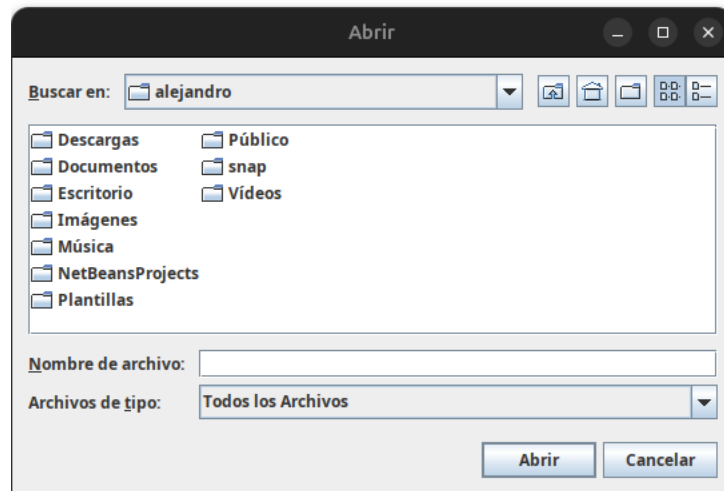 Abrir
Buscar en: alejandro
Descargas Público
Documentos snap
Escritorio Vídeos
Imágenes
Música
NetBeansProjects
Plantillas
Nombre de archivo:
Archivos de tipo: Todos los Archivos
Abrir Cancelar